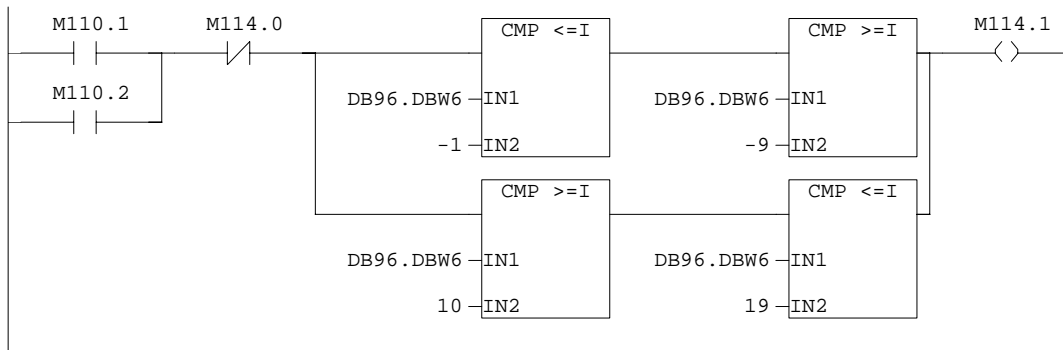 M110.1 M114.0 CMP <=I CMP >=I M114.1
M110.2 DB96.DBW6 IN1 DB96.DBW6 IN1
-1 IN2 -9 IN2
CMP >=I CMP <=I
DB96.DBW6 IN1 DB96.DBW6 IN1
10 IN2 19 IN2